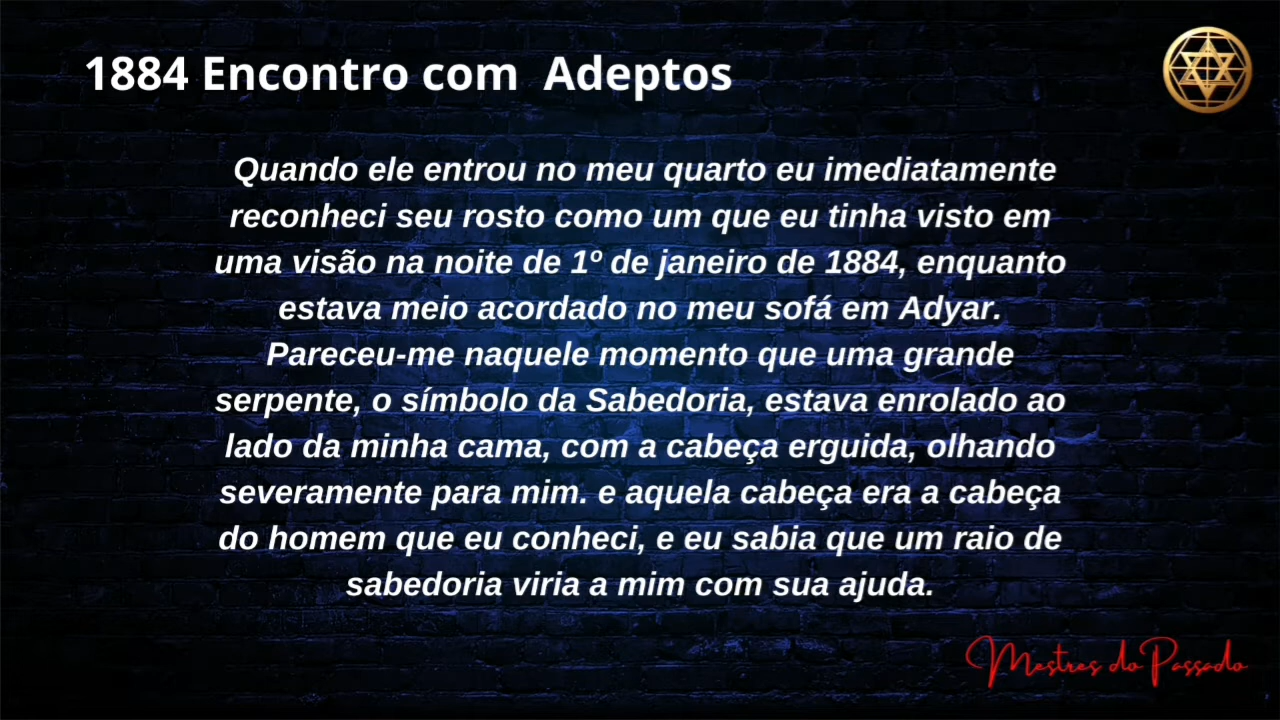 1884 Encontro com Adeptos
Quando ele entrou no meu quarto eu imediatamente
reconheci seu rosto como um que eu tinha visto em
uma visão na noite de 1º de janeiro de 1884, enquanto
estava meio acordado no meu sofá em Adyar.
Pareceu-me naquele momento que uma grande
serpente, o símbolo da Sabedoria, estava enrolado ao
lado da minha cama, com a cabeça erguida, olhando
severamente para mim. e aquela cabeça era a cabeça
do homem que eu conheci, e eu sabia que um raio de
sabedoria viria a mim com sua ajuda.
Mestres do Passado